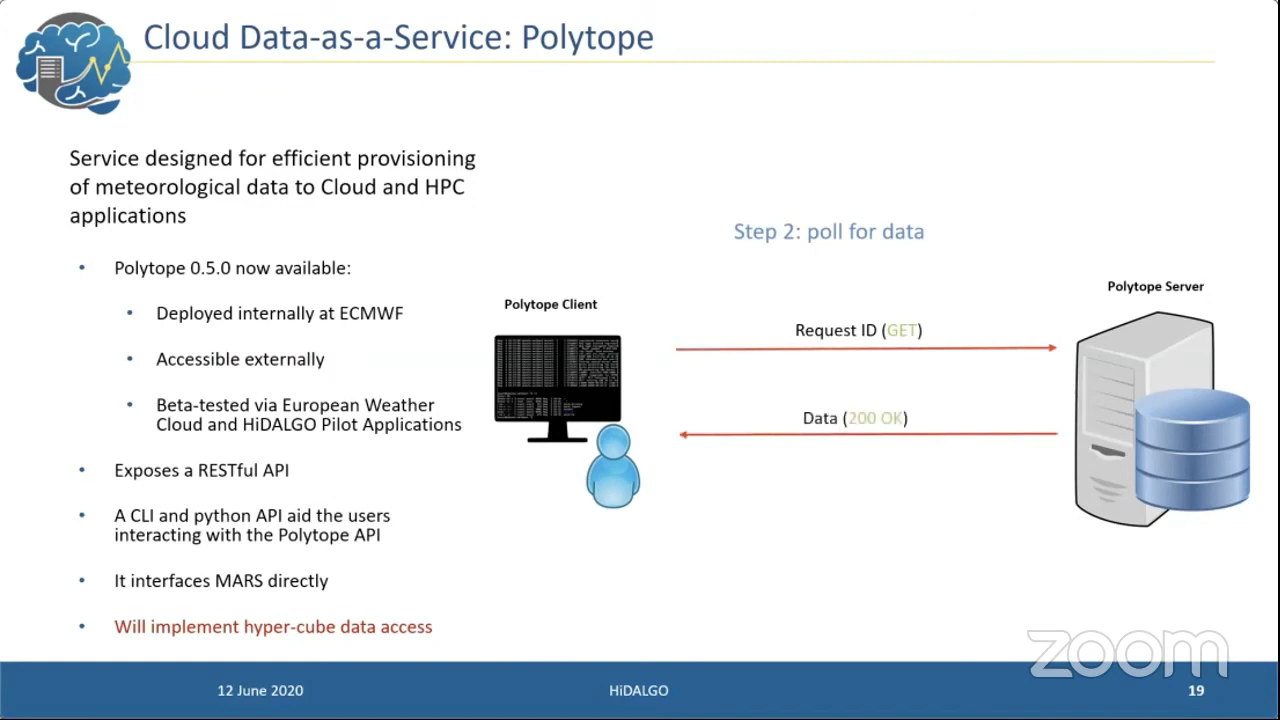 Cloud Data-as-a-Service: Polytope
Service designed for efficient provisioning
of meteorological data to Cloud and HPC
applications
• Polytope 0.5.0 now available:
• Deployed internally at ECMWF
• Accessible externally
• Beta-tested via European Weather
Cloud and HiDALGO Pilot Applications
• Exposes a RESTful API
• A CLI and python API aid the users
interacting with the Polytope API
• It interfaces MARS directly
• Will implement hyper-cube data access
Step 2: poll for data
Polytope Client
Polytope Server
Request ID (GET)
Data (200 OK)
zoom
12 June 2020
HiDALGO
19